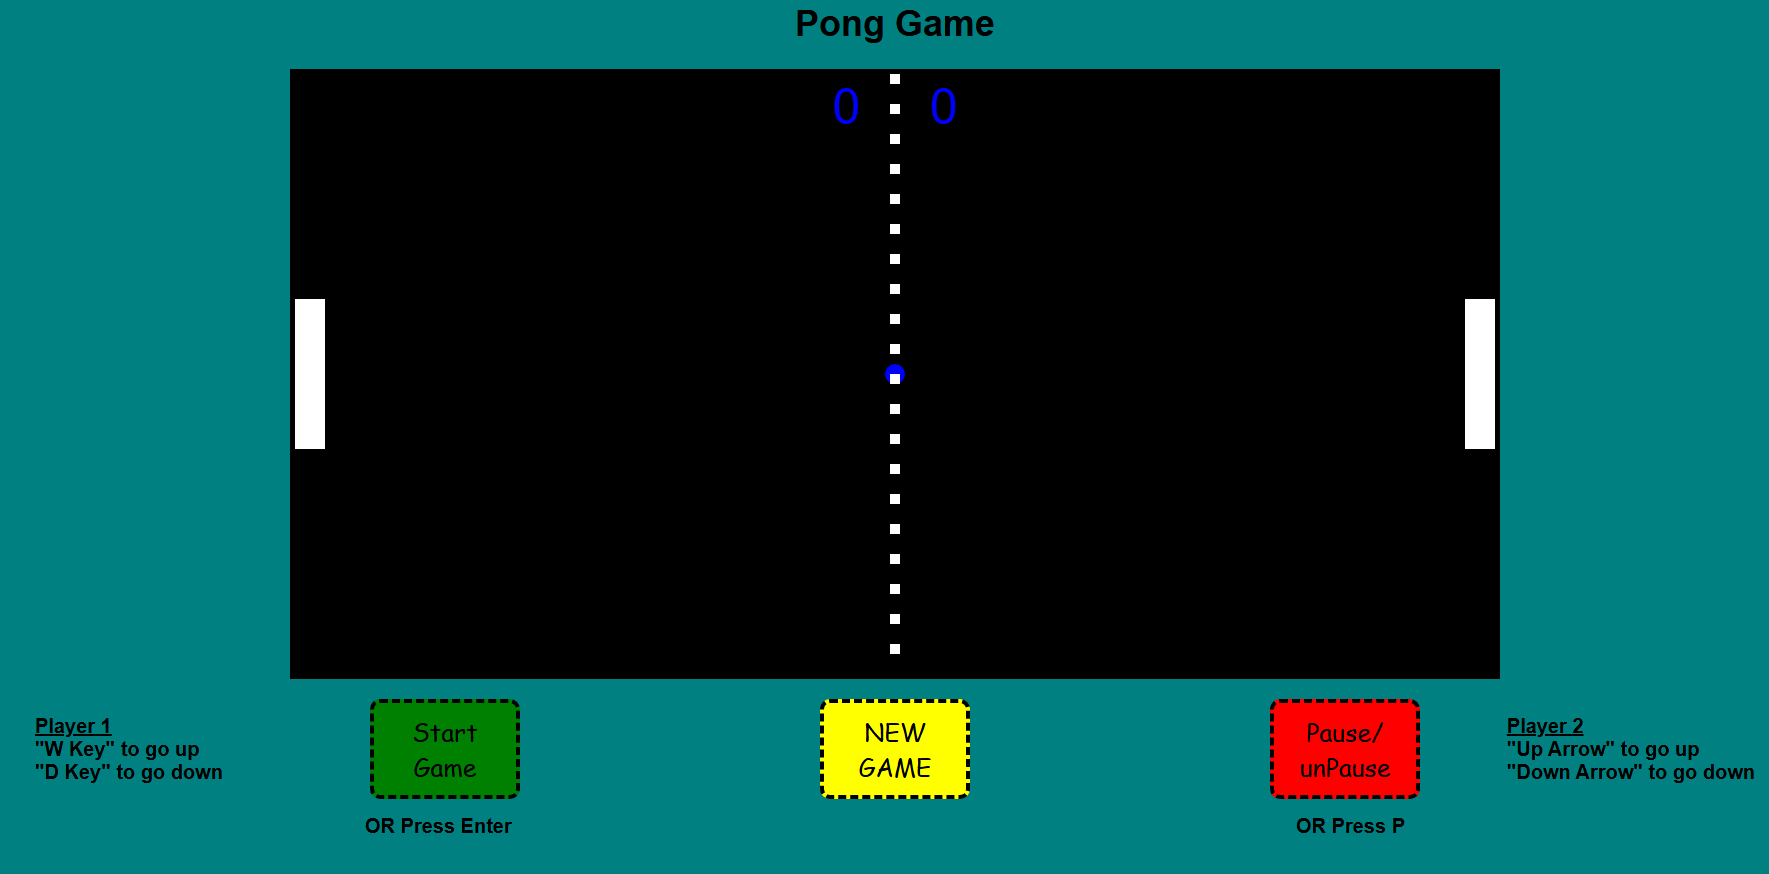 Pong Game
0 0
Player 1
"W Key" to go up
"D Key" to go down
Start
Game
OR Press Enter
NEW
GAME
Pause/
unPause
OR Press P
Player 2
"Up Arrow" to go up
"Down Arrow" to go down